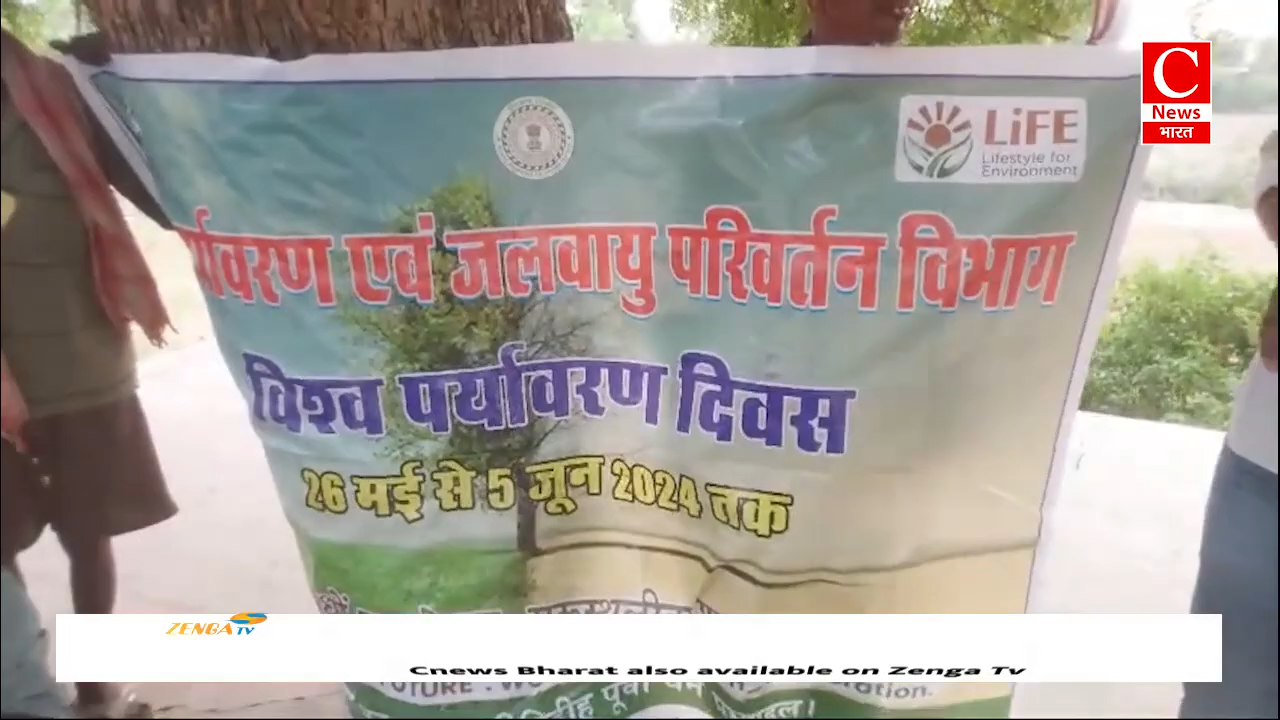 C
News
भारत
LiFE
Lifestyle for
Environment
र्यावरण एवं जलवायु परिवर्तन विभाग
विश्व पर्यावरण दिवस
26 मई से 5 जून 2024 तक
ZENGA TV
Cnews Bharat also available on Zenga Tv
FUTURE